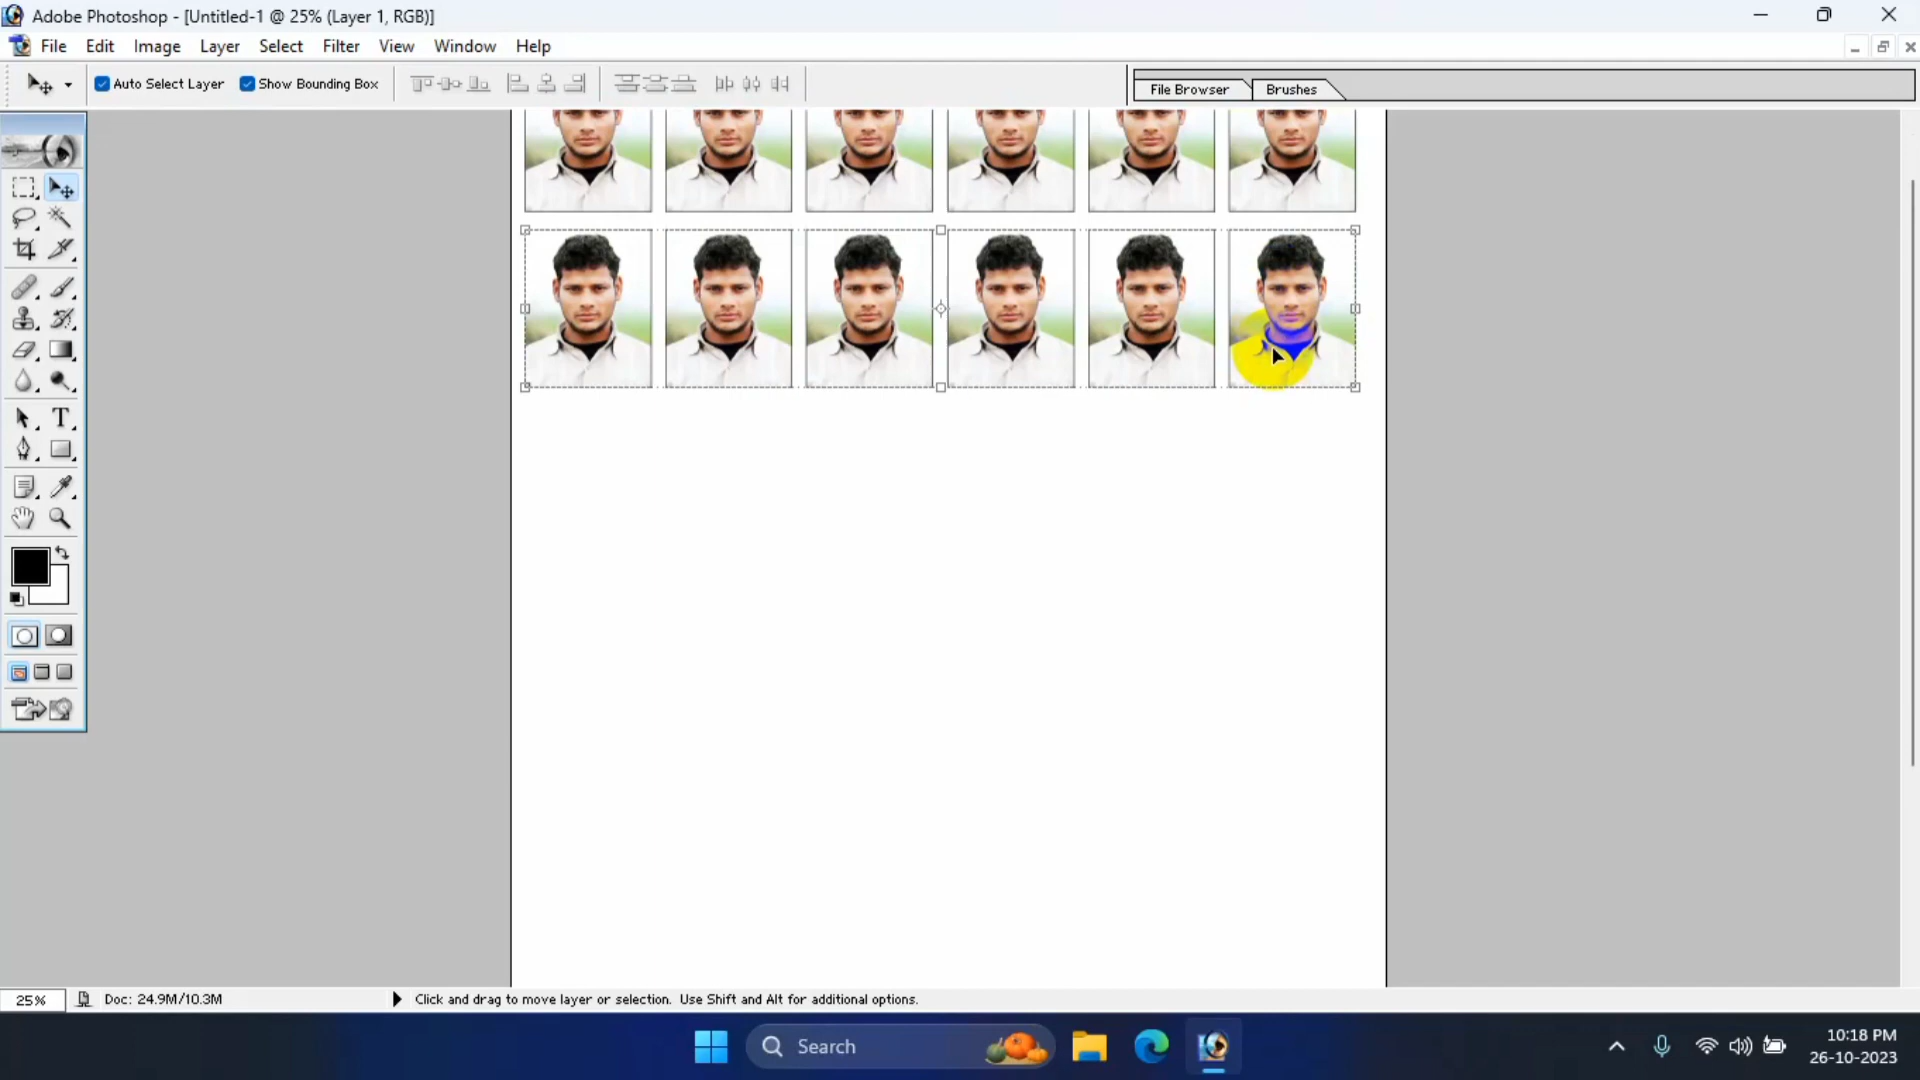 Adobe Photoshop - [Untitled-1 @ 25% (Layer 1, RGB)]
File Edit Image Layer Select Filter View Window Help
Auto Select Layer Show Bounding Box File Browser Brushes
25% Doc: 24.9M/10.3M Click and drag to move layer or selection. Use Shift and Alt for additional options.
Search
10:18 PM
26-10-2023